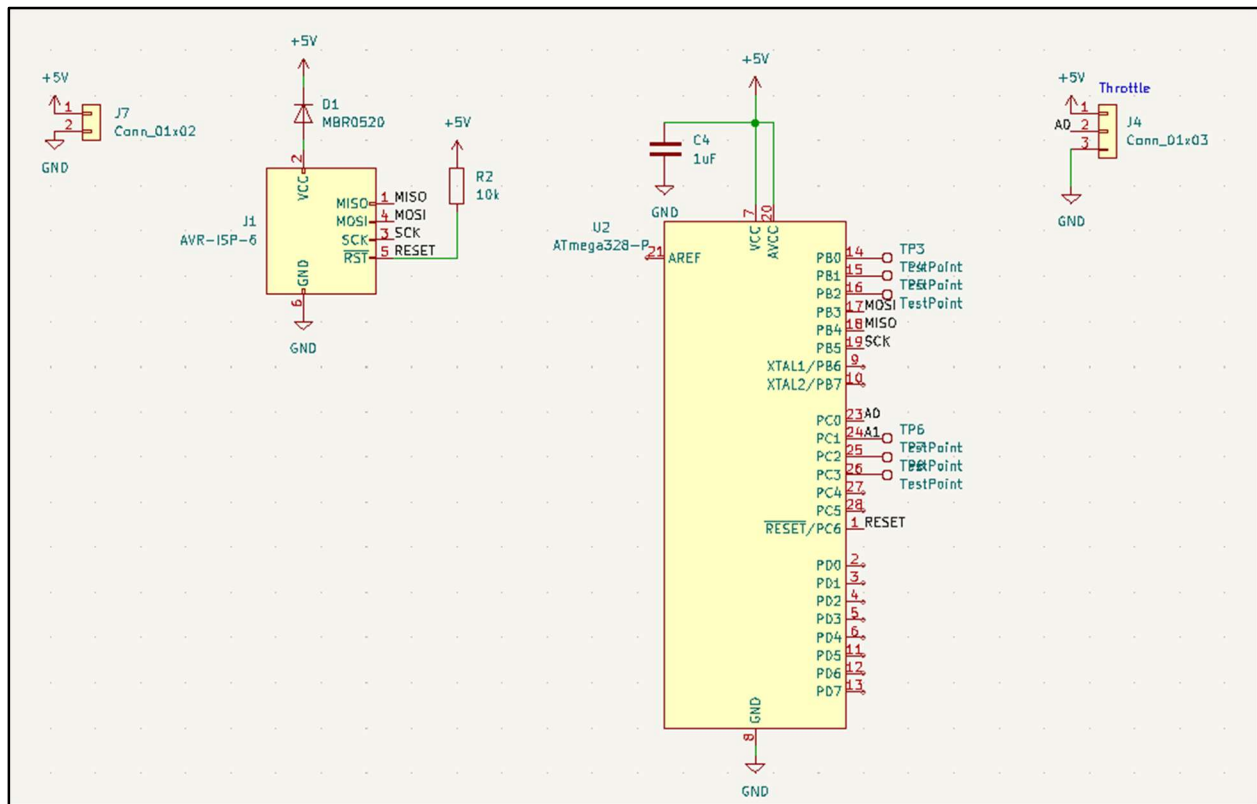 +5V
1
2
J7
Conn_01x02
GND
+5V
D1
MBR0520
2
VCC
J1
AVR-ISP-6
MISO 1 MISO
MOSI 4 MOSI
SCK 3 SCK
RST 5 RESET
GND
6
GND
+5V
R2
10k
+5V
C4
1uF
GND
U2
ATmega328-P
7
20
VCC
AVCC
21 AREF
PB0 14 TP3
PB1 15 TestPoint
PB2 16 TestPoint
PB3 17 MOSI
PB4 18 MISO
PB5 19 SCK
XTAL1/PB6 9
XTAL2/PB7 10
PC0 23 A0
PC1 24 A1 TP6
PC2 25 TestPoint
PC3 26 TestPoint
PC4 27
PC5 28
RESET/PC6 1 RESET
PD0 2
PD1 3
PD2 4
PD3 5
PD4 6
PD5 11
PD6 12
PD7 13
GND
8
GND
+5V
Throttle
1
A0 2
3
J4
Conn_01x03
GND